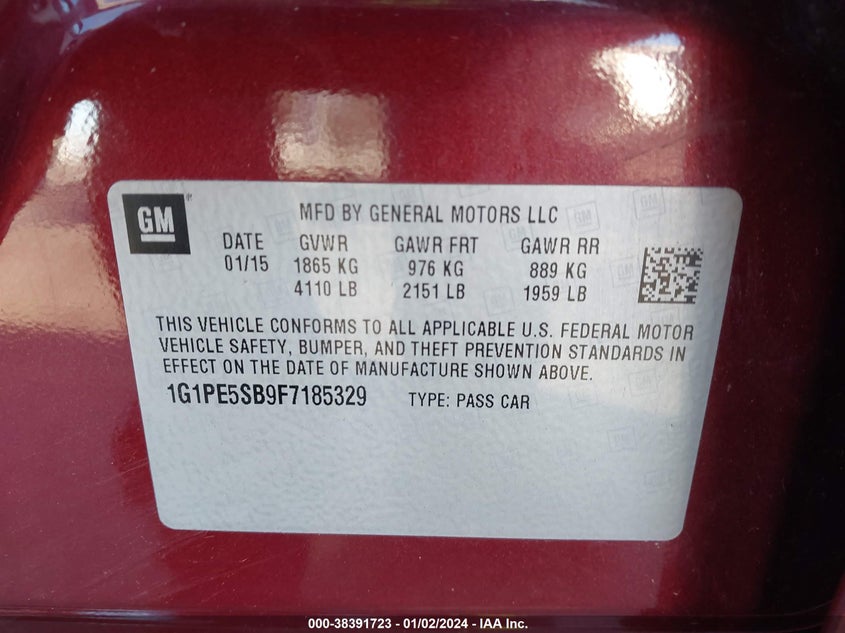 GM
MFD BY GENERAL MOTORS LLC
DATE GVWR GAWR FRT GAWR RR
01/15 1865 KG 976 KG 889 KG
4110 LB 2151 LB 1959 LB
THIS VEHICLE CONFORMS TO ALL APPLICABLE U.S. FEDERAL MOTOR
VEHICLE SAFETY, BUMPER, AND THEFT PREVENTION STANDARDS IN
EFFECT ON THE DATE OF MANUFACTURE SHOWN ABOVE.
1G1PE5SB9F7185329 TYPE: PASS CAR
000-38391723 - 01/02/2024 - IAA Inc.